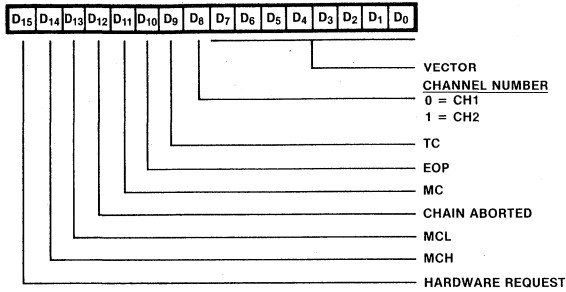 D15 D14 D13 D12 D11 D10 D9 D8 D7 D6 D5 D4 D3 D2 D1 D0
VECTOR
CHANNEL NUMBER
0 = CH1
1 = CH2
TC
EOP
MC
CHAIN ABORTED
MCL
MCH
HARDWARE REQUEST